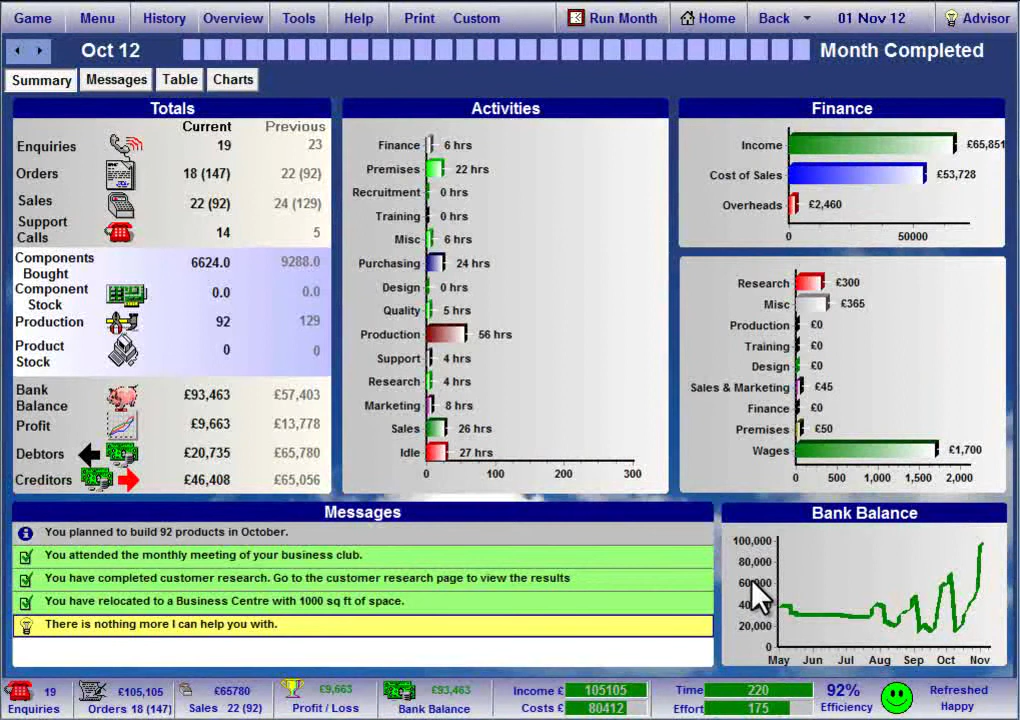 Game Menu History Overview Tools Help Print Custom Run Month Home Back 01 Nov 12 Advisor
Oct 12 Month Completed
Summary Messages Table Charts
Totals
Current Previous
Enquiries 19 23
Orders 18 (147) 22 (92)
Sales 22 (92) 24 (129)
Support
Calls 14 5
Components
Bought 6624.0 9288.0
Component
Stock 0.0 0.0
Production 92 129
Product
Stock 0 0
Bank
Balance £93,463 £57,403
Profit £9,663 £13,778
Debtors £20,735 £65,780
Creditors £46,408 £65,056
Activities
Finance 6 hrs
Premises 22 hrs
Recruitment 0 hrs
Training 0 hrs
Misc 6 hrs
Purchasing 24 hrs
Design 0 hrs
Quality 5 hrs
Production 56 hrs
Support 4 hrs
Research 4 hrs
Marketing 8 hrs
Sales 26 hrs
Idle 27 hrs
0 100 200 300
Finance
Income £65,851
Cost of Sales £53,728
Overheads £2,460
0 50000
Research £300
Misc £365
Production £0
Training £0
Design £0
Sales & Marketing £45
Finance £0
Premises £50
Wages £1,700
0 500 1,000 1,500 2,000
Messages
You planned to build 92 products in October.
You attended the monthly meeting of your business club.
You have completed customer research. Go to the customer research page to view the results
You have relocated to a Business Centre with 1000 sq ft of space.
There is nothing more I can help you with.
Bank Balance
100,000
80,000
60,000
40
20,000
0
May Jun Jul Aug Sep Oct Nov
19 £105,105 £65780 £9,663 £93,463 Income £ 105105 Time 220 92% Refreshed
Enquiries Orders 18 (147) Sales 22 (92) Profit / Loss Bank Balance Costs £ 80412 Effort 175 Efficiency Happy